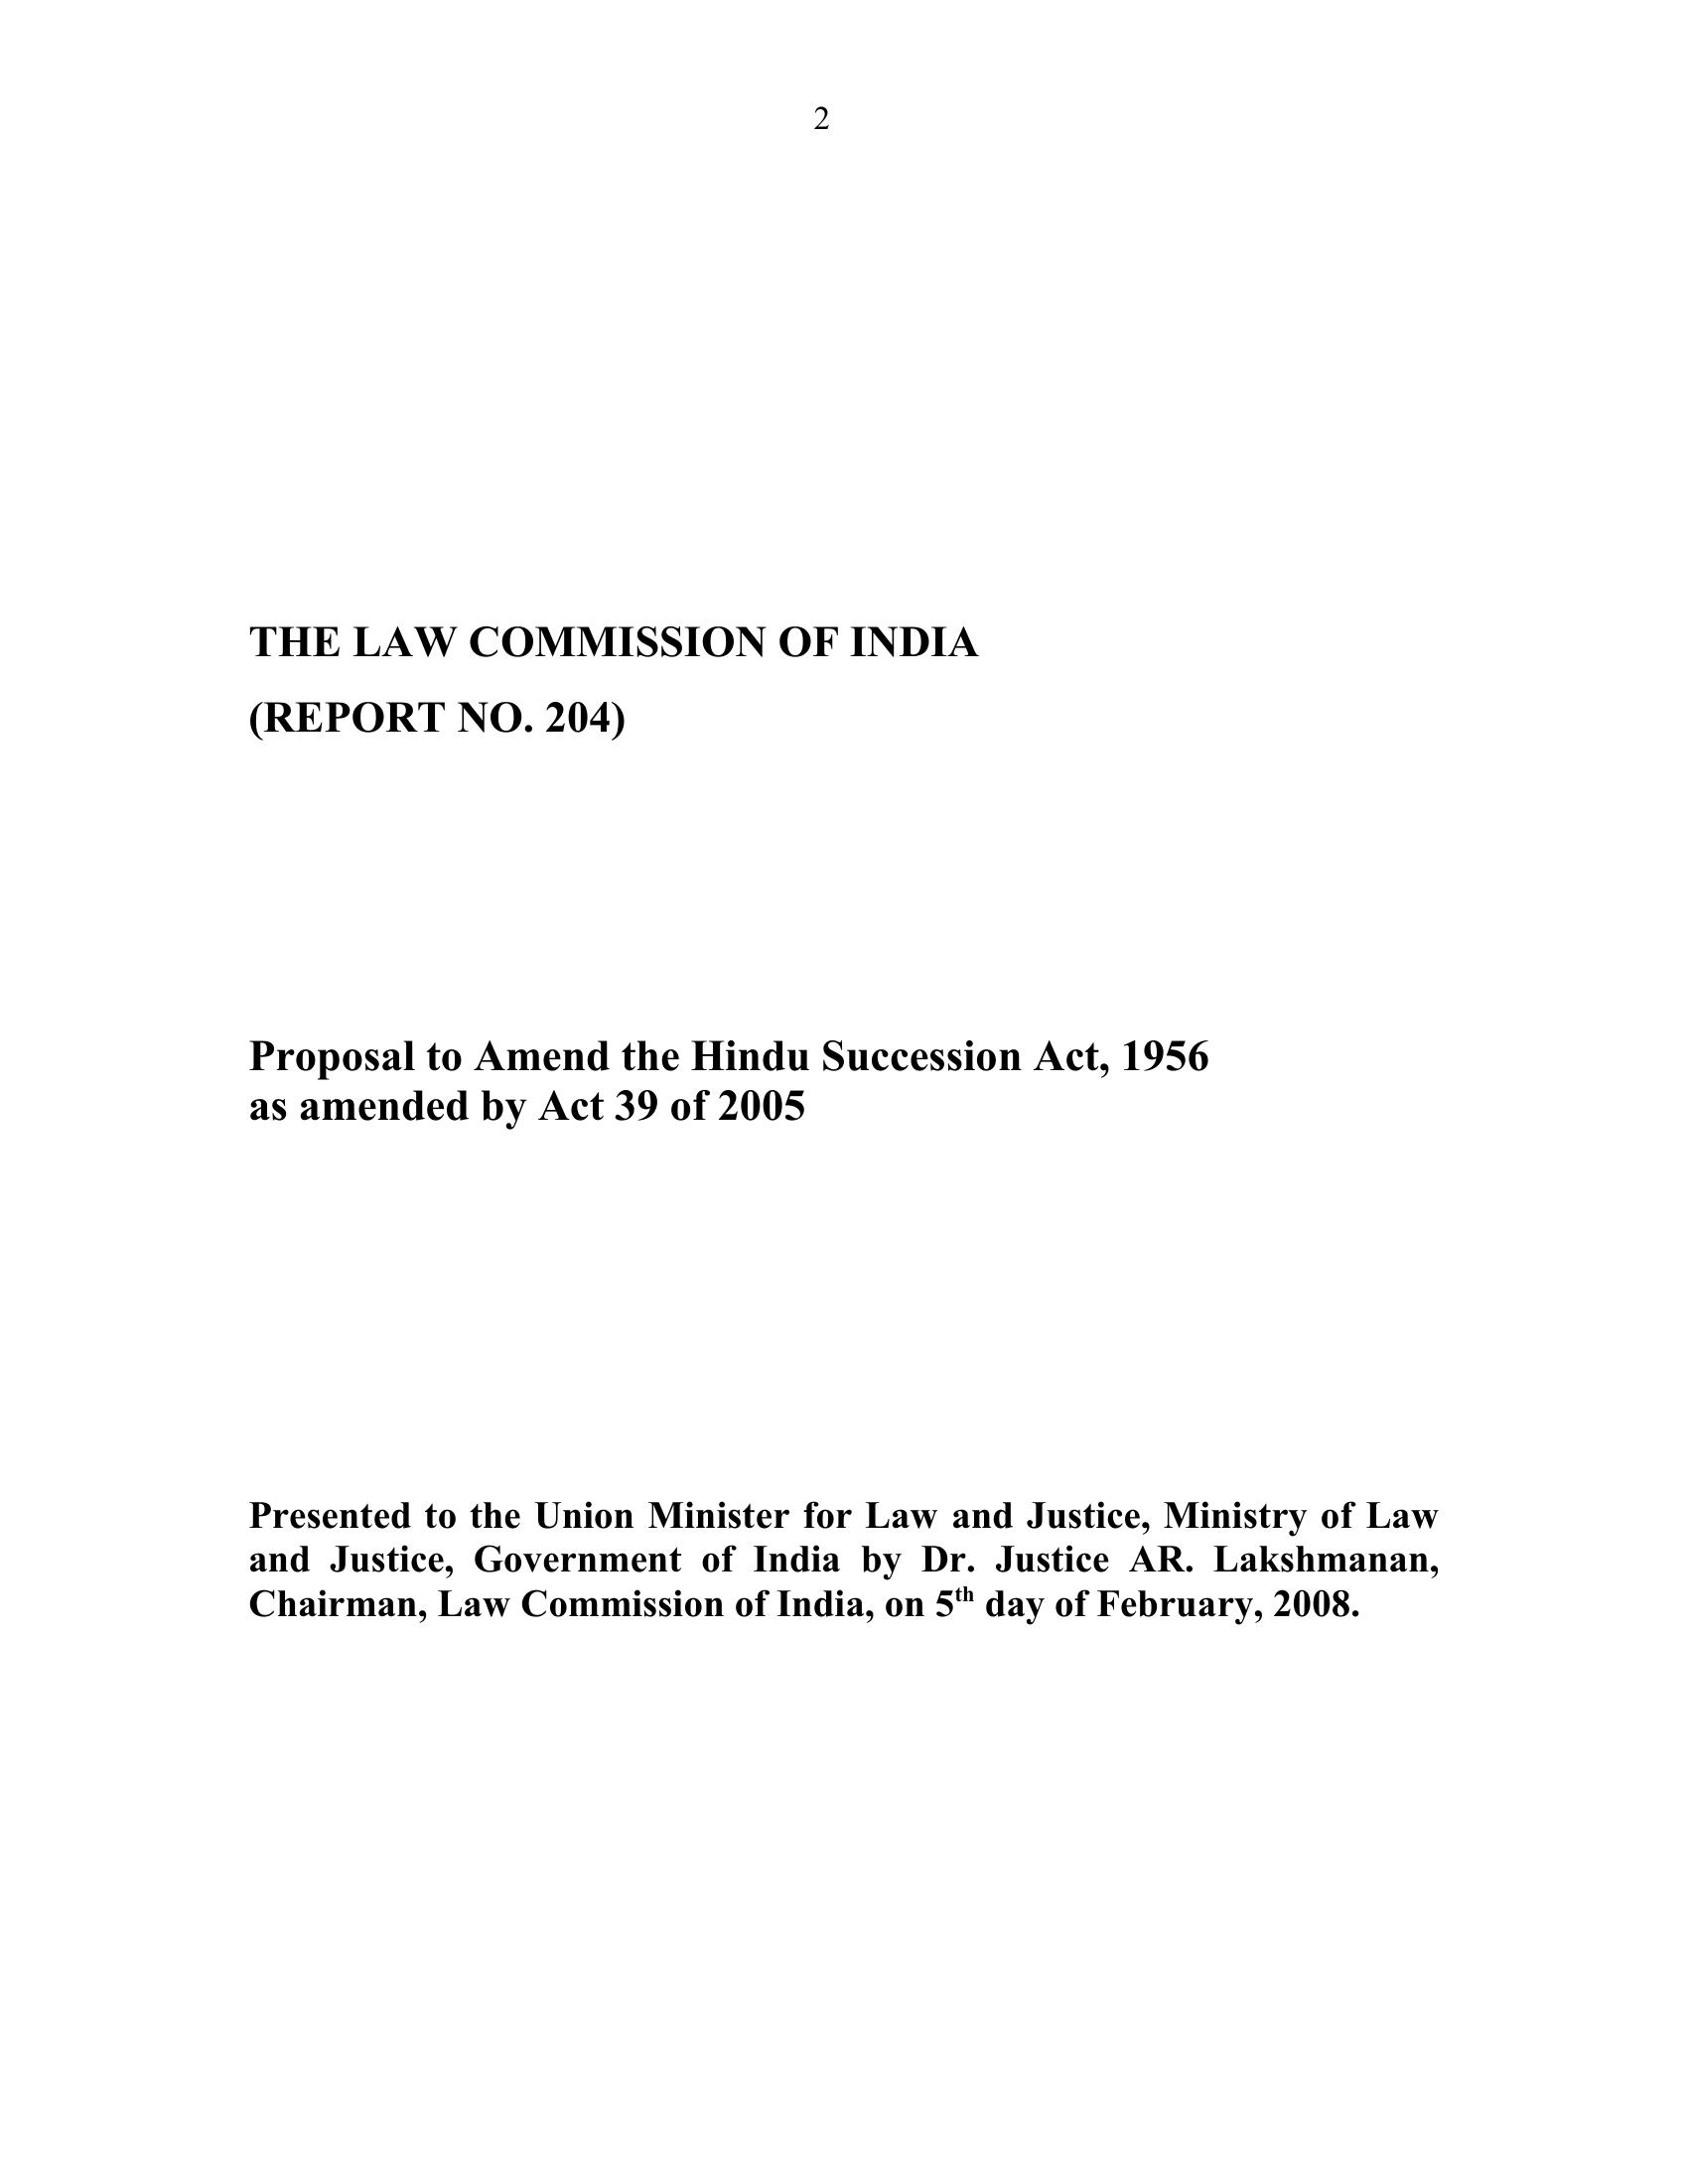 2
THE LAW COMMISSION OF INDIA
(REPORT NO. 204)
Proposal to Amend the Hindu Succession Act, 1956
as amended by Act 39 of 2005
Presented to the Union Minister for Law and Justice, Ministry of Law
and Justice, Government of India by Dr. Justice AR. Lakshmanan,
Chairman, Law Commission of India, on 5th day of February, 2008.